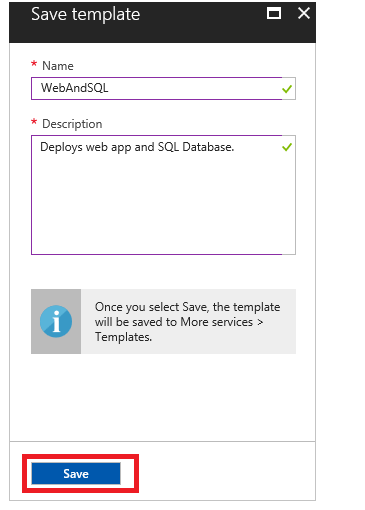 Save template
* Name
WebAndSQL
* Description
Deploys web app and SQL Database.
Once you select Save, the template
will be saved to More services >
Templates.
Save